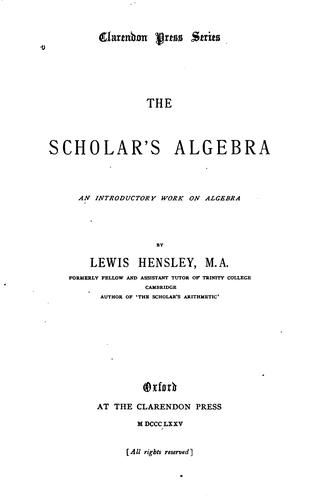 Clarendon Press Series
THE
SCHOLAR'S ALGEBRA
AN INTRODUCTORY WORK ON ALGEBRA
BY
LEWIS HENSLEY, M.A.
FORMERLY FELLOW AND ASSISTANT TUTOR OF TRINITY COLLEGE
CAMBRIDGE
AUTHOR OF 'THE SCHOLAR'S ARITHMETIC'
Oxford
AT THE CLARENDON PRESS
M DCCC LXXV
[All rights reserved]